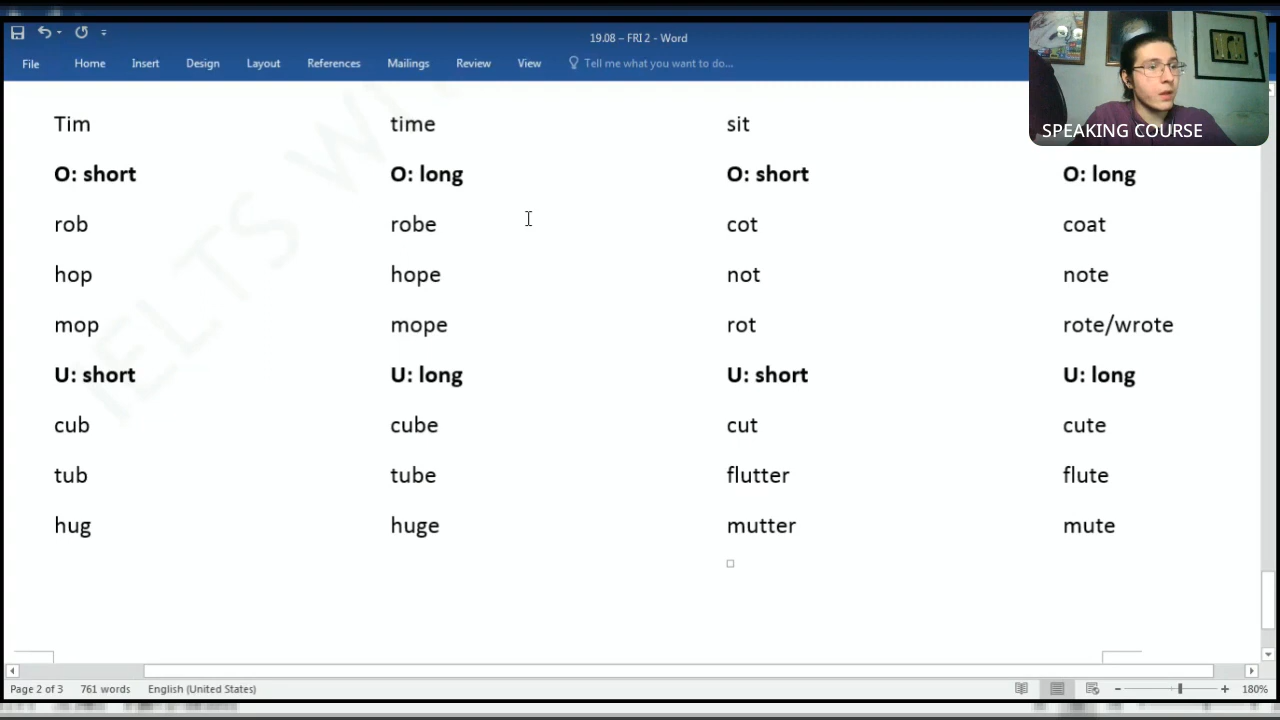 19.08 – FRI 2 - Word
File Home Insert Design Layout References Mailings Review View Tell me what you want to do...
SPEAKING COURSE
Tim time sit
O: short O: long O: short O: long
rob robe cot coat
hop hope not note
mop mope rot rote/wrote
U: short U: long U: short U: long
cub cube cut cute
tub tube flutter flute
hug huge mutter mute
IELTS
Page 2 of 3 761 words English (United States) 180%